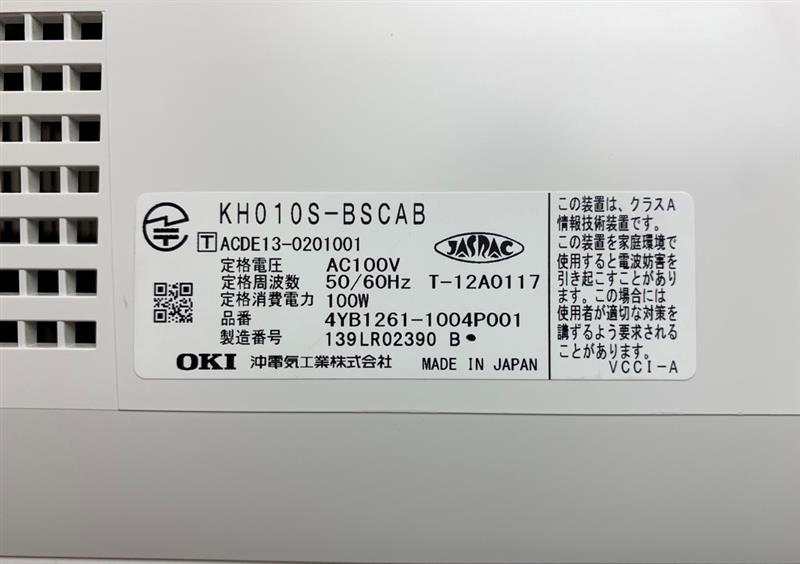 KH010S-BSCAB
T ACDE13-0201001
JASRAC
定格電圧 AC100V
定格周波数 50/60Hz T-12A0117
定格消費電力 100W
品番 4YB1261-1004P001
製造番号 139LR02390 B
OKI 沖電気工業株式会社 MADE IN JAPAN
この装置は、クラスA
情報技術装置です。
この装置を家庭環境で
使用すると電波妨害を
引き起こすことがあり
ます。この場合には
使用者が適切な対策を
講ずるよう要求される
ことがあります。
VCCI-A